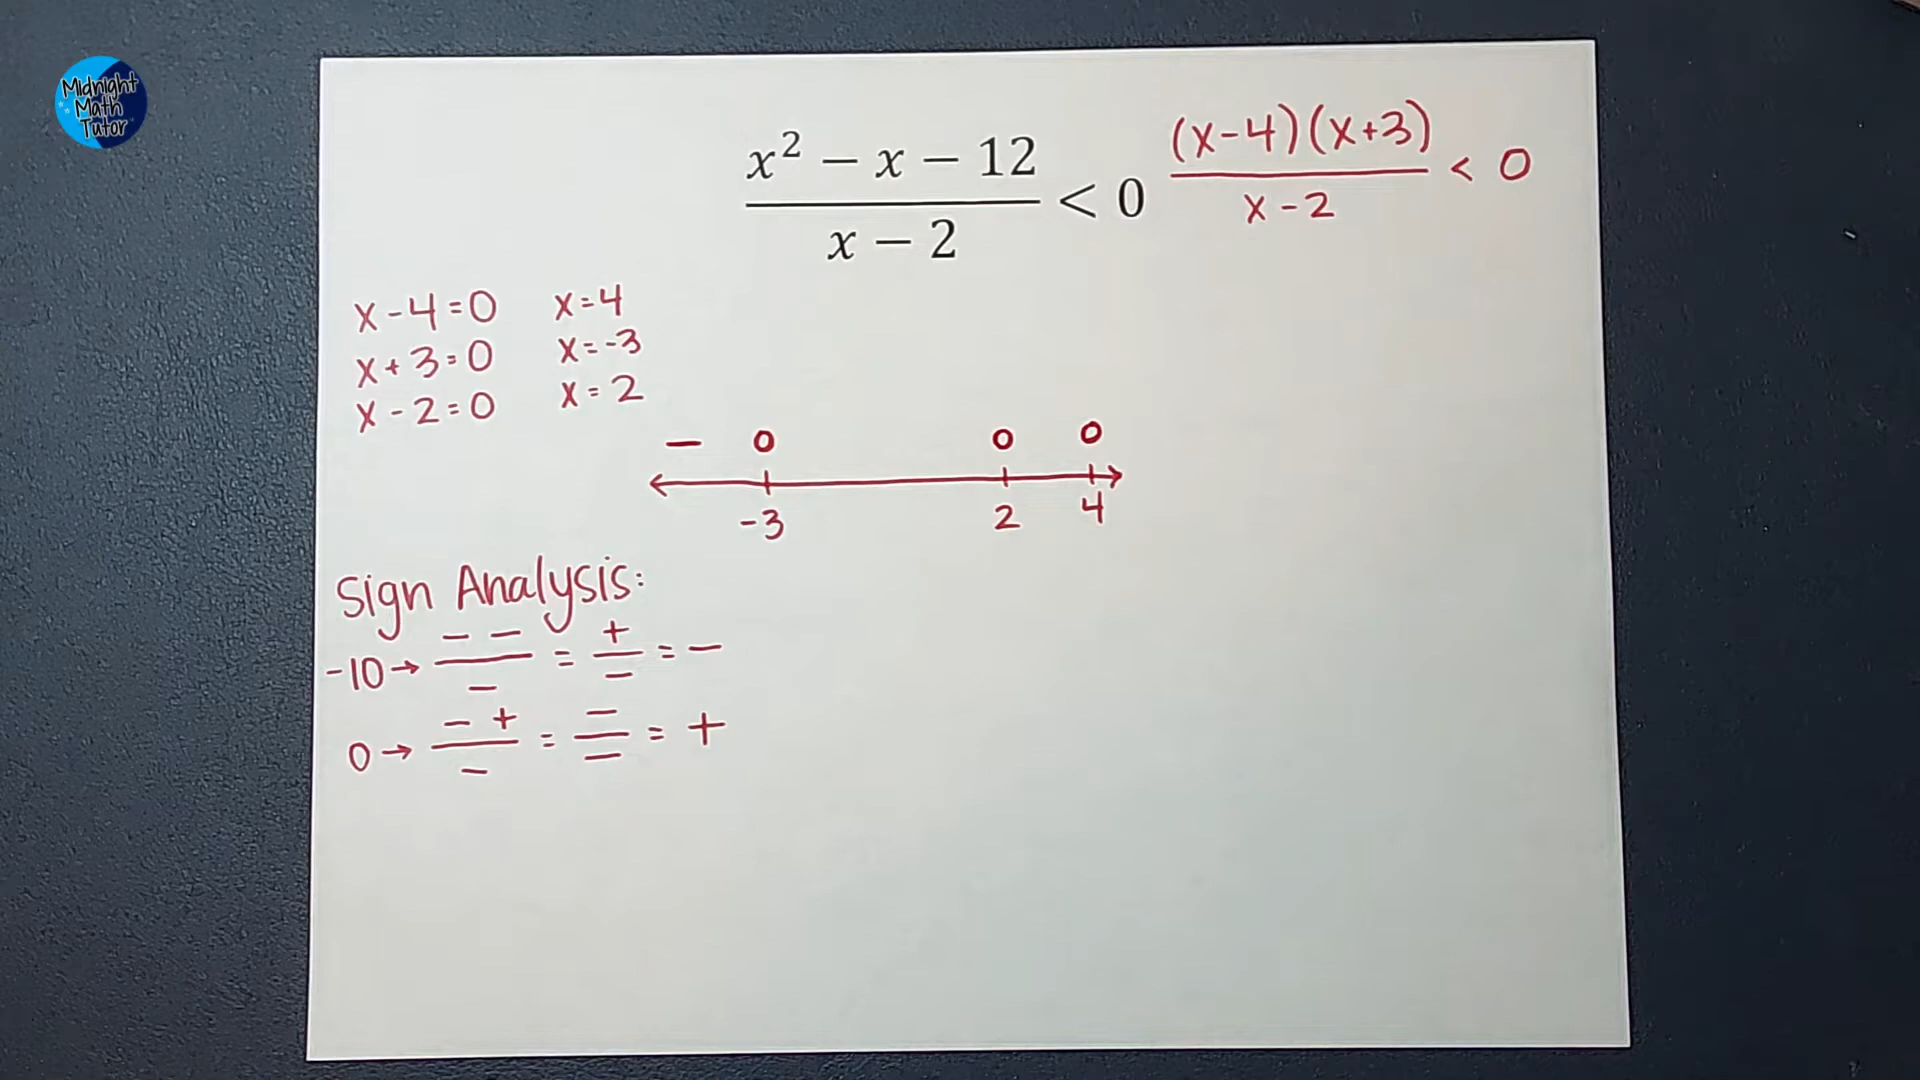 Midnight
Math
Tutor
x² − x − 12
x − 2
< 0
(x-4)(x+3)
x-2
< 0
x-4=0 x=4
x+3=0 x=-3
x-2=0 x=2
− 0 0 0
-3 2 4
Sign Analysis:
-10→ − −/− = +/− = −
0→ − +/− = −/− = +